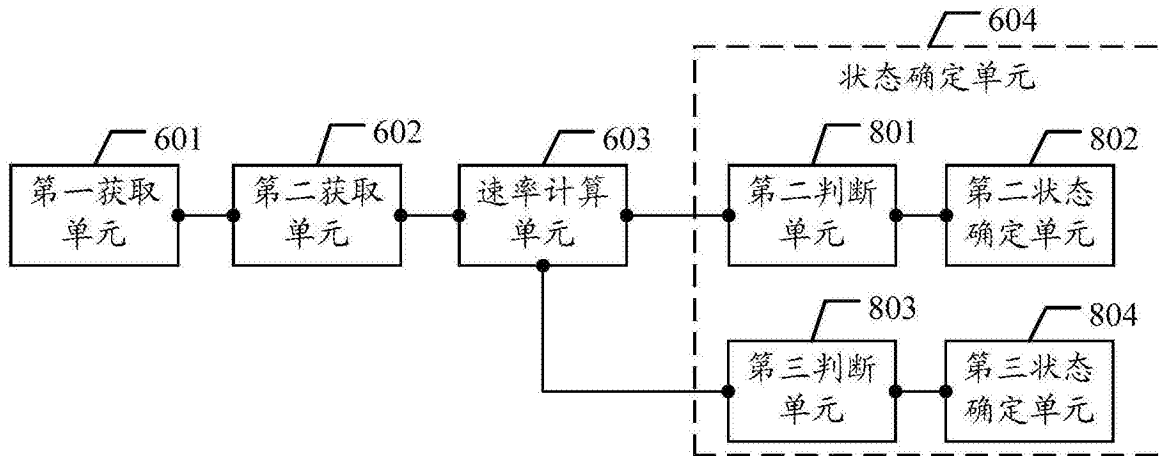 604
状态确定单元
601
602
603
801
802
第一获取
单元
第二获取
单元
速率计算
单元
第二判断
单元
第二状态
确定单元
803
804
第三判断
单元
第三状态
确定单元